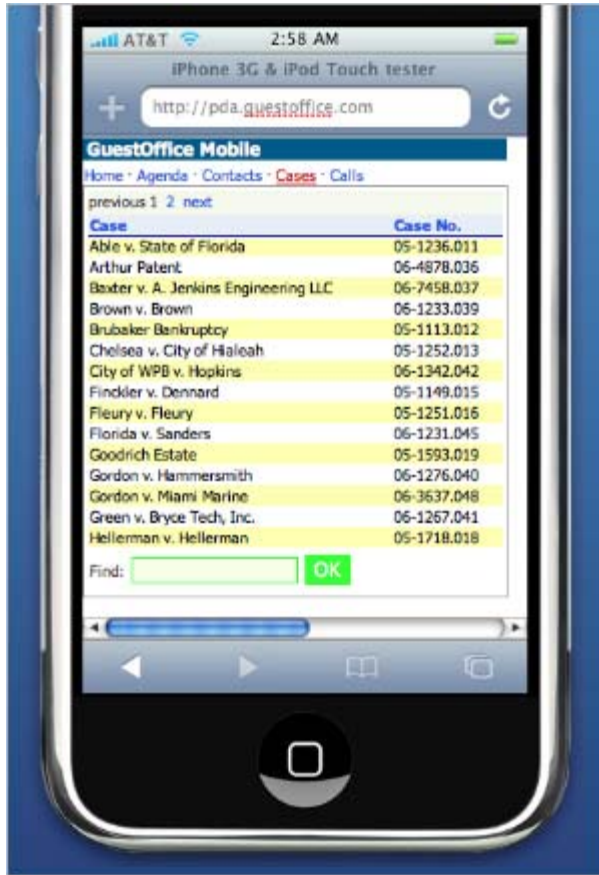 AT&T 2:58 AM
iPhone 3G & iPod Touch tester
http://pda.guestoffice.com
GuestOffice Mobile
Home · Agenda · Contacts · Cases · Calls
previous 1 2 next
Case Case No.
Able v. State of Florida 05-1236.011
Arthur Patent 06-4878.036
Baxter v. A. Jenkins Engineering LLC 06-7458.037
Brown v. Brown 06-1233.039
Brubaker Bankruptcy 05-1113.012
Chelsea v. City of Hialeah 05-1252.013
City of WPB v. Hopkins 06-1342.042
Finckler v. Dennard 05-1149.015
Fleury v. Fleury 05-1251.016
Florida v. Sanders 06-1231.045
Goodrich Estate 05-1593.019
Gordon v. Hammersmith 06-1276.040
Gordon v. Miami Marine 06-3637.048
Green v. Bryce Tech, Inc. 06-1267.041
Hellerman v. Hellerman 05-1718.018
Find: OK